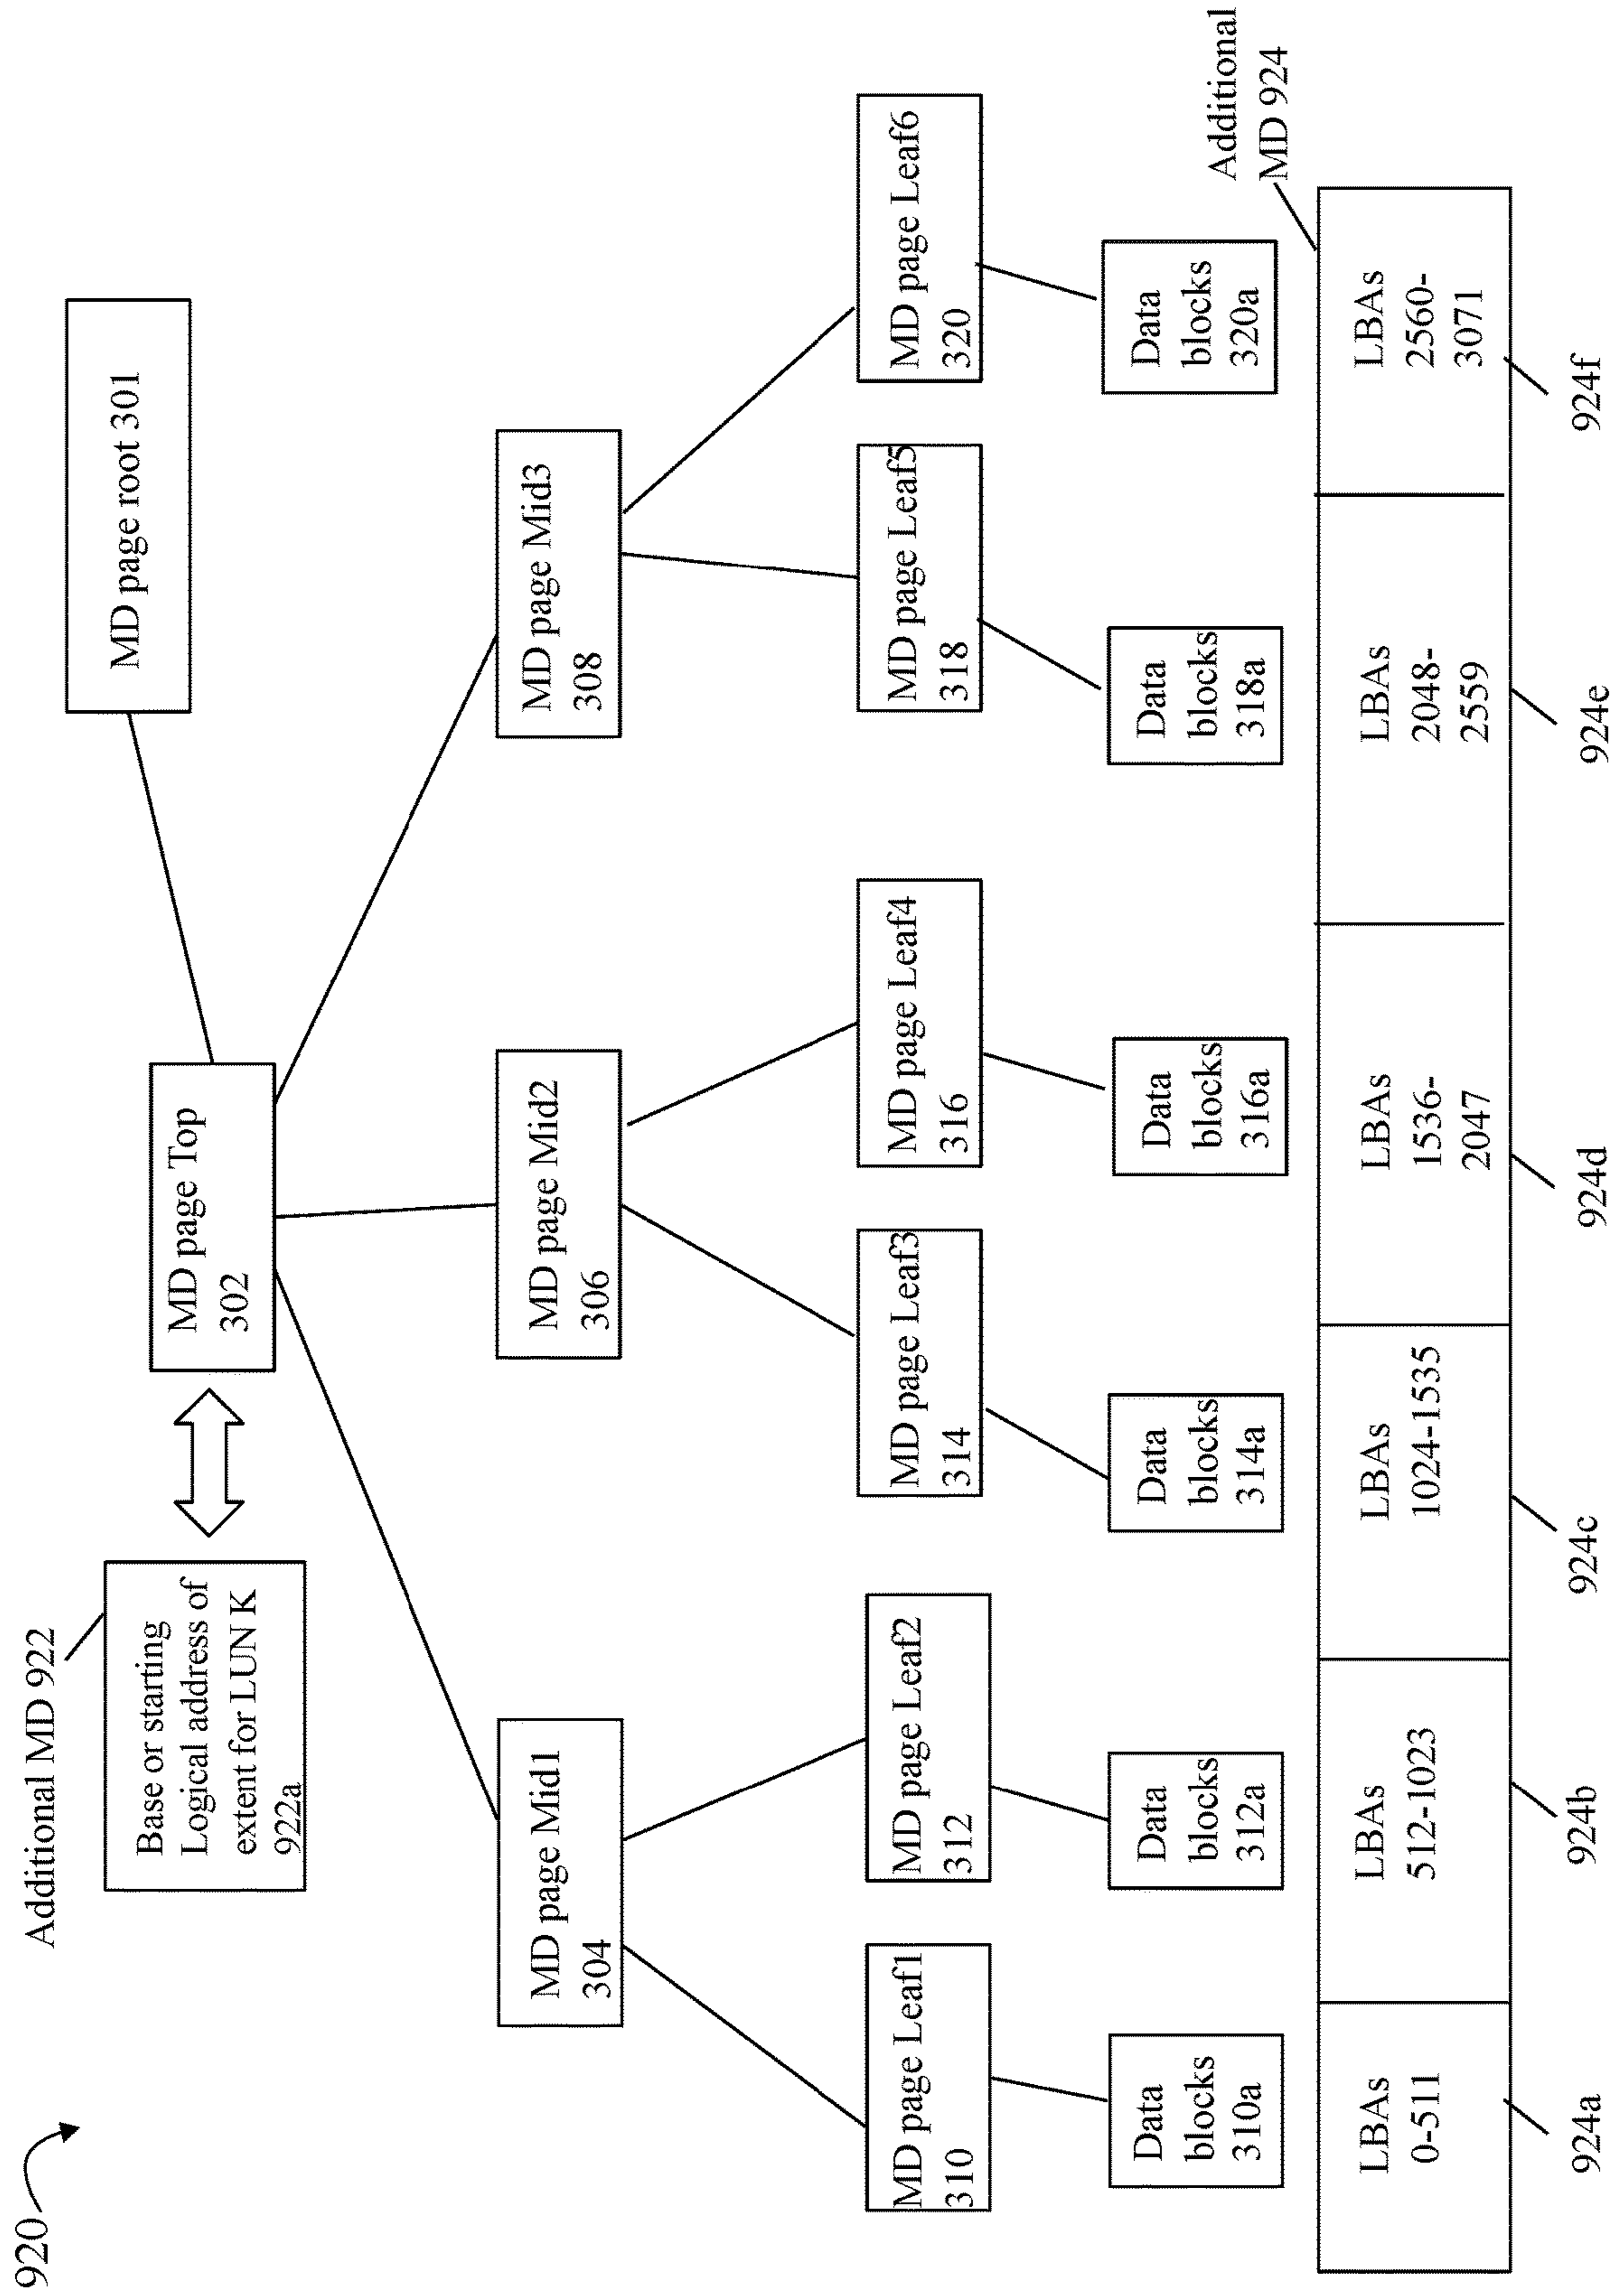 920
Additional MD 922
Base or starting
Logical address of
extent for LUN K
922a
MD page Top
302
MD page root 301
MD page Mid1
304
MD page Mid2
306
MD page Mid3
308
MD page Leaf1
310
MD page Leaf2
312
MD page Leaf3
314
MD page Leaf4
316
MD page Leaf5
318
MD page Leaf6
320
Data
blocks
310a
Data
blocks
312a
Data
blocks
314a
Data
blocks
316a
Data
blocks
318a
Data
blocks
320a
Additional
MD 924
LBAs
0-511
LBAs
512-1023
LBAs
1024-1535
LBAs
1536-
2047
LBAs
2048-
2559
LBAs
2560-
3071
924a
924b
924c
924d
924e
924f